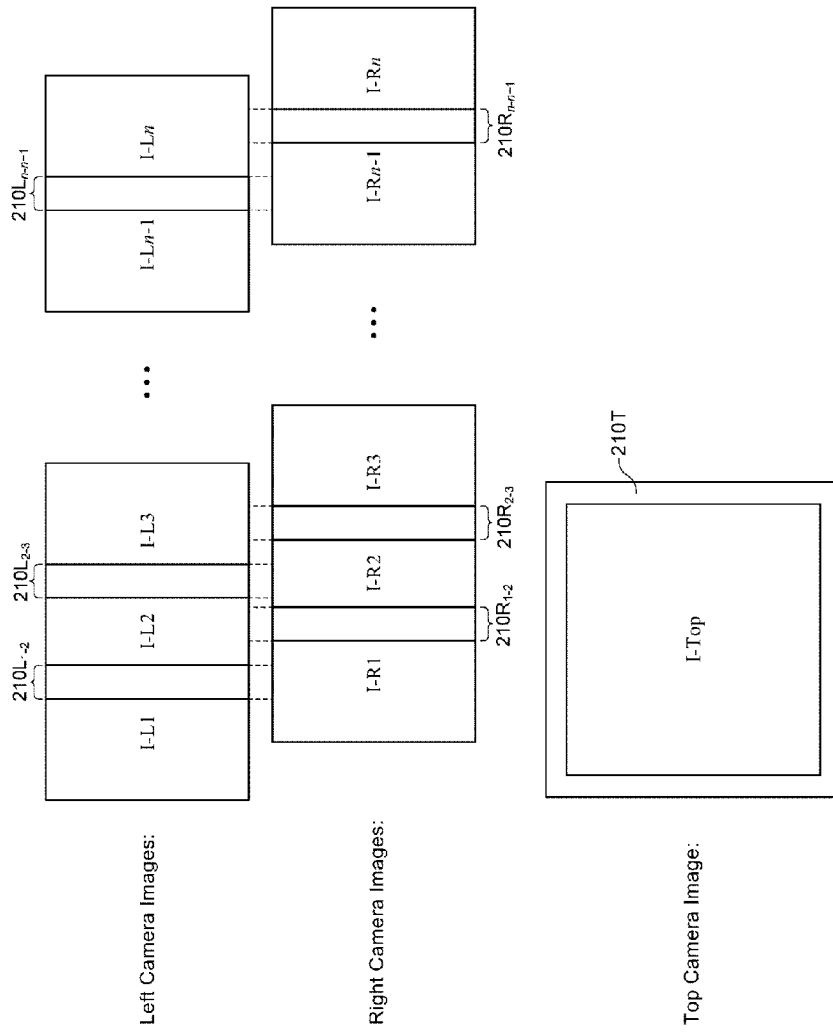 Left Camera Images:
210L1-2
210L2-3
210Ln-n-1
I-L1
I-L2
I-L3
...
I-Ln-1
I-Ln
Right Camera Images:
I-R1
I-R2
I-R3
...
I-Rn-1
I-Rn
210R1-2
210R2-3
210Rn-n-1
Top Camera Image:
I-Top
210T